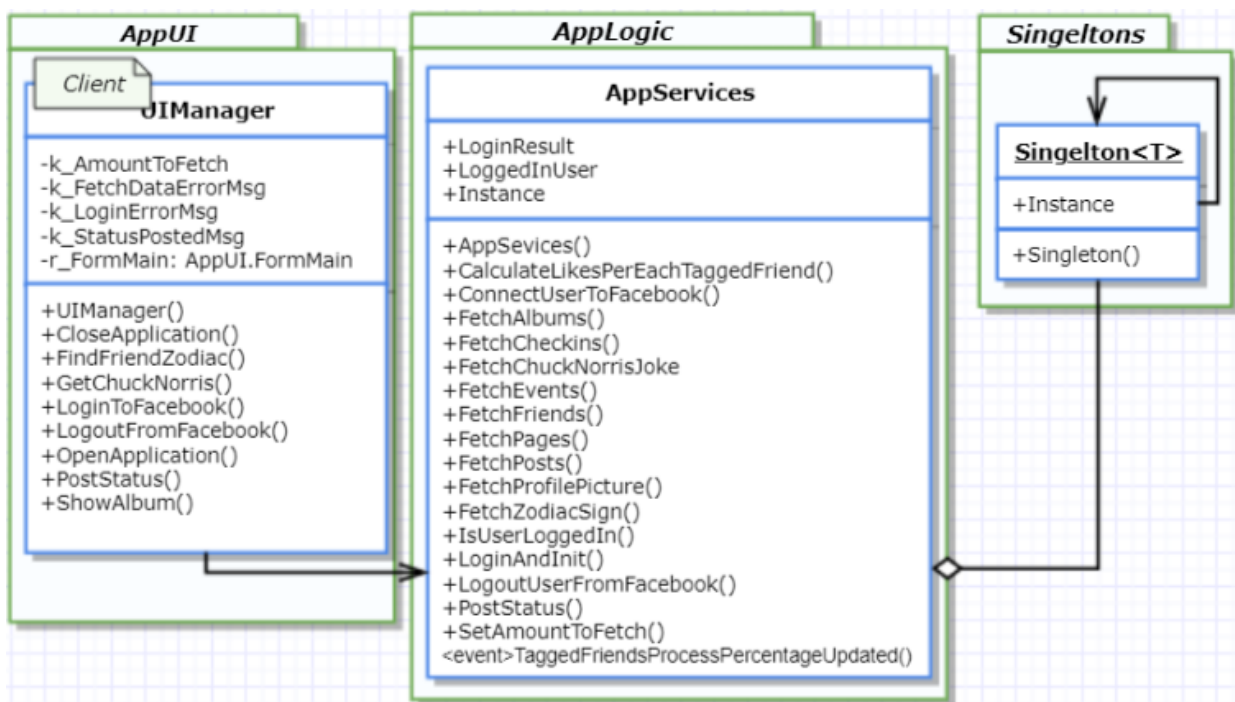 AppUI
Client
UIManager
-k_AmountToFetch
-k_FetchDataErrorMsg
-k_LoginErrorMsg
-k_StatusPostedMsg
-r_FormMain: AppUI.FormMain
+UIManager()
+CloseApplication()
+FindFriendZodiac()
+GetChuckNorris()
+LoginToFacebook()
+LogoutFromFacebook()
+OpenApplication()
+PostStatus()
+ShowAlbum()
AppLogic
AppServices
+LoginResult
+LoggedInUser
+Instance
+AppSevices()
+CalculateLikesPerEachTaggedFriend()
+ConnectUserToFacebook()
+FetchAlbums()
+FetchCheckins()
+FetchChuckNorrisJoke
+FetchEvents()
+FetchFriends()
+FetchPages()
+FetchPosts()
+FetchProfilePicture()
+FetchZodiacSign()
+IsUserLoggedIn()
+LoginAndInit()
+LogoutUserFromFacebook()
+PostStatus()
+SetAmountToFetch()
<event>TaggedFriendsProcessPercentageUpdated()
Singeltons
Singelton<T>
+Instance
+Singleton()